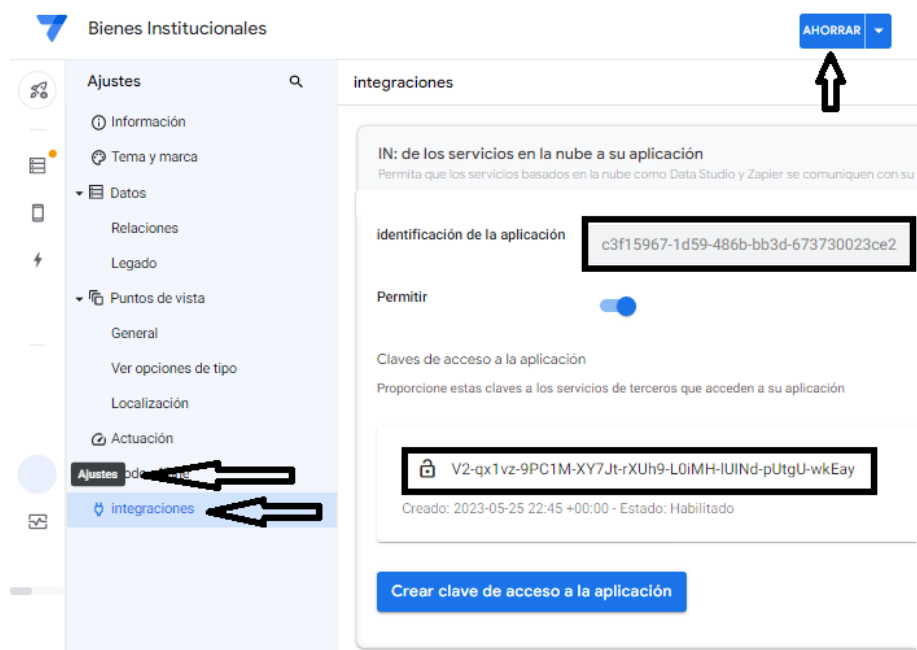 Bienes Institucionales
AHORRAR
Ajustes
integraciones
Información
Tema y marca
Datos
Relaciones
Legado
Puntos de vista
General
Ver opciones de tipo
Localización
Actuación
Ajustes
integraciones
IN: de los servicios en la nube a su aplicación
Permita que los servicios basados en la nube como Data Studio y Zapier se comuniquen con su
identificación de la aplicación
c3f15967-1d59-486b-bb3d-673730023ce2
Permitir
Claves de acceso a la aplicación
Proporcione estas claves a los servicios de terceros que acceden a su aplicación
V2-qx1vz-9PC1M-XY7Jt-rXUh9-L0iMH-lUINd-pUtgU-wkEay
Creado: 2023-05-25 22:45 +00:00 - Estado: Habilitado
Crear clave de acceso a la aplicación